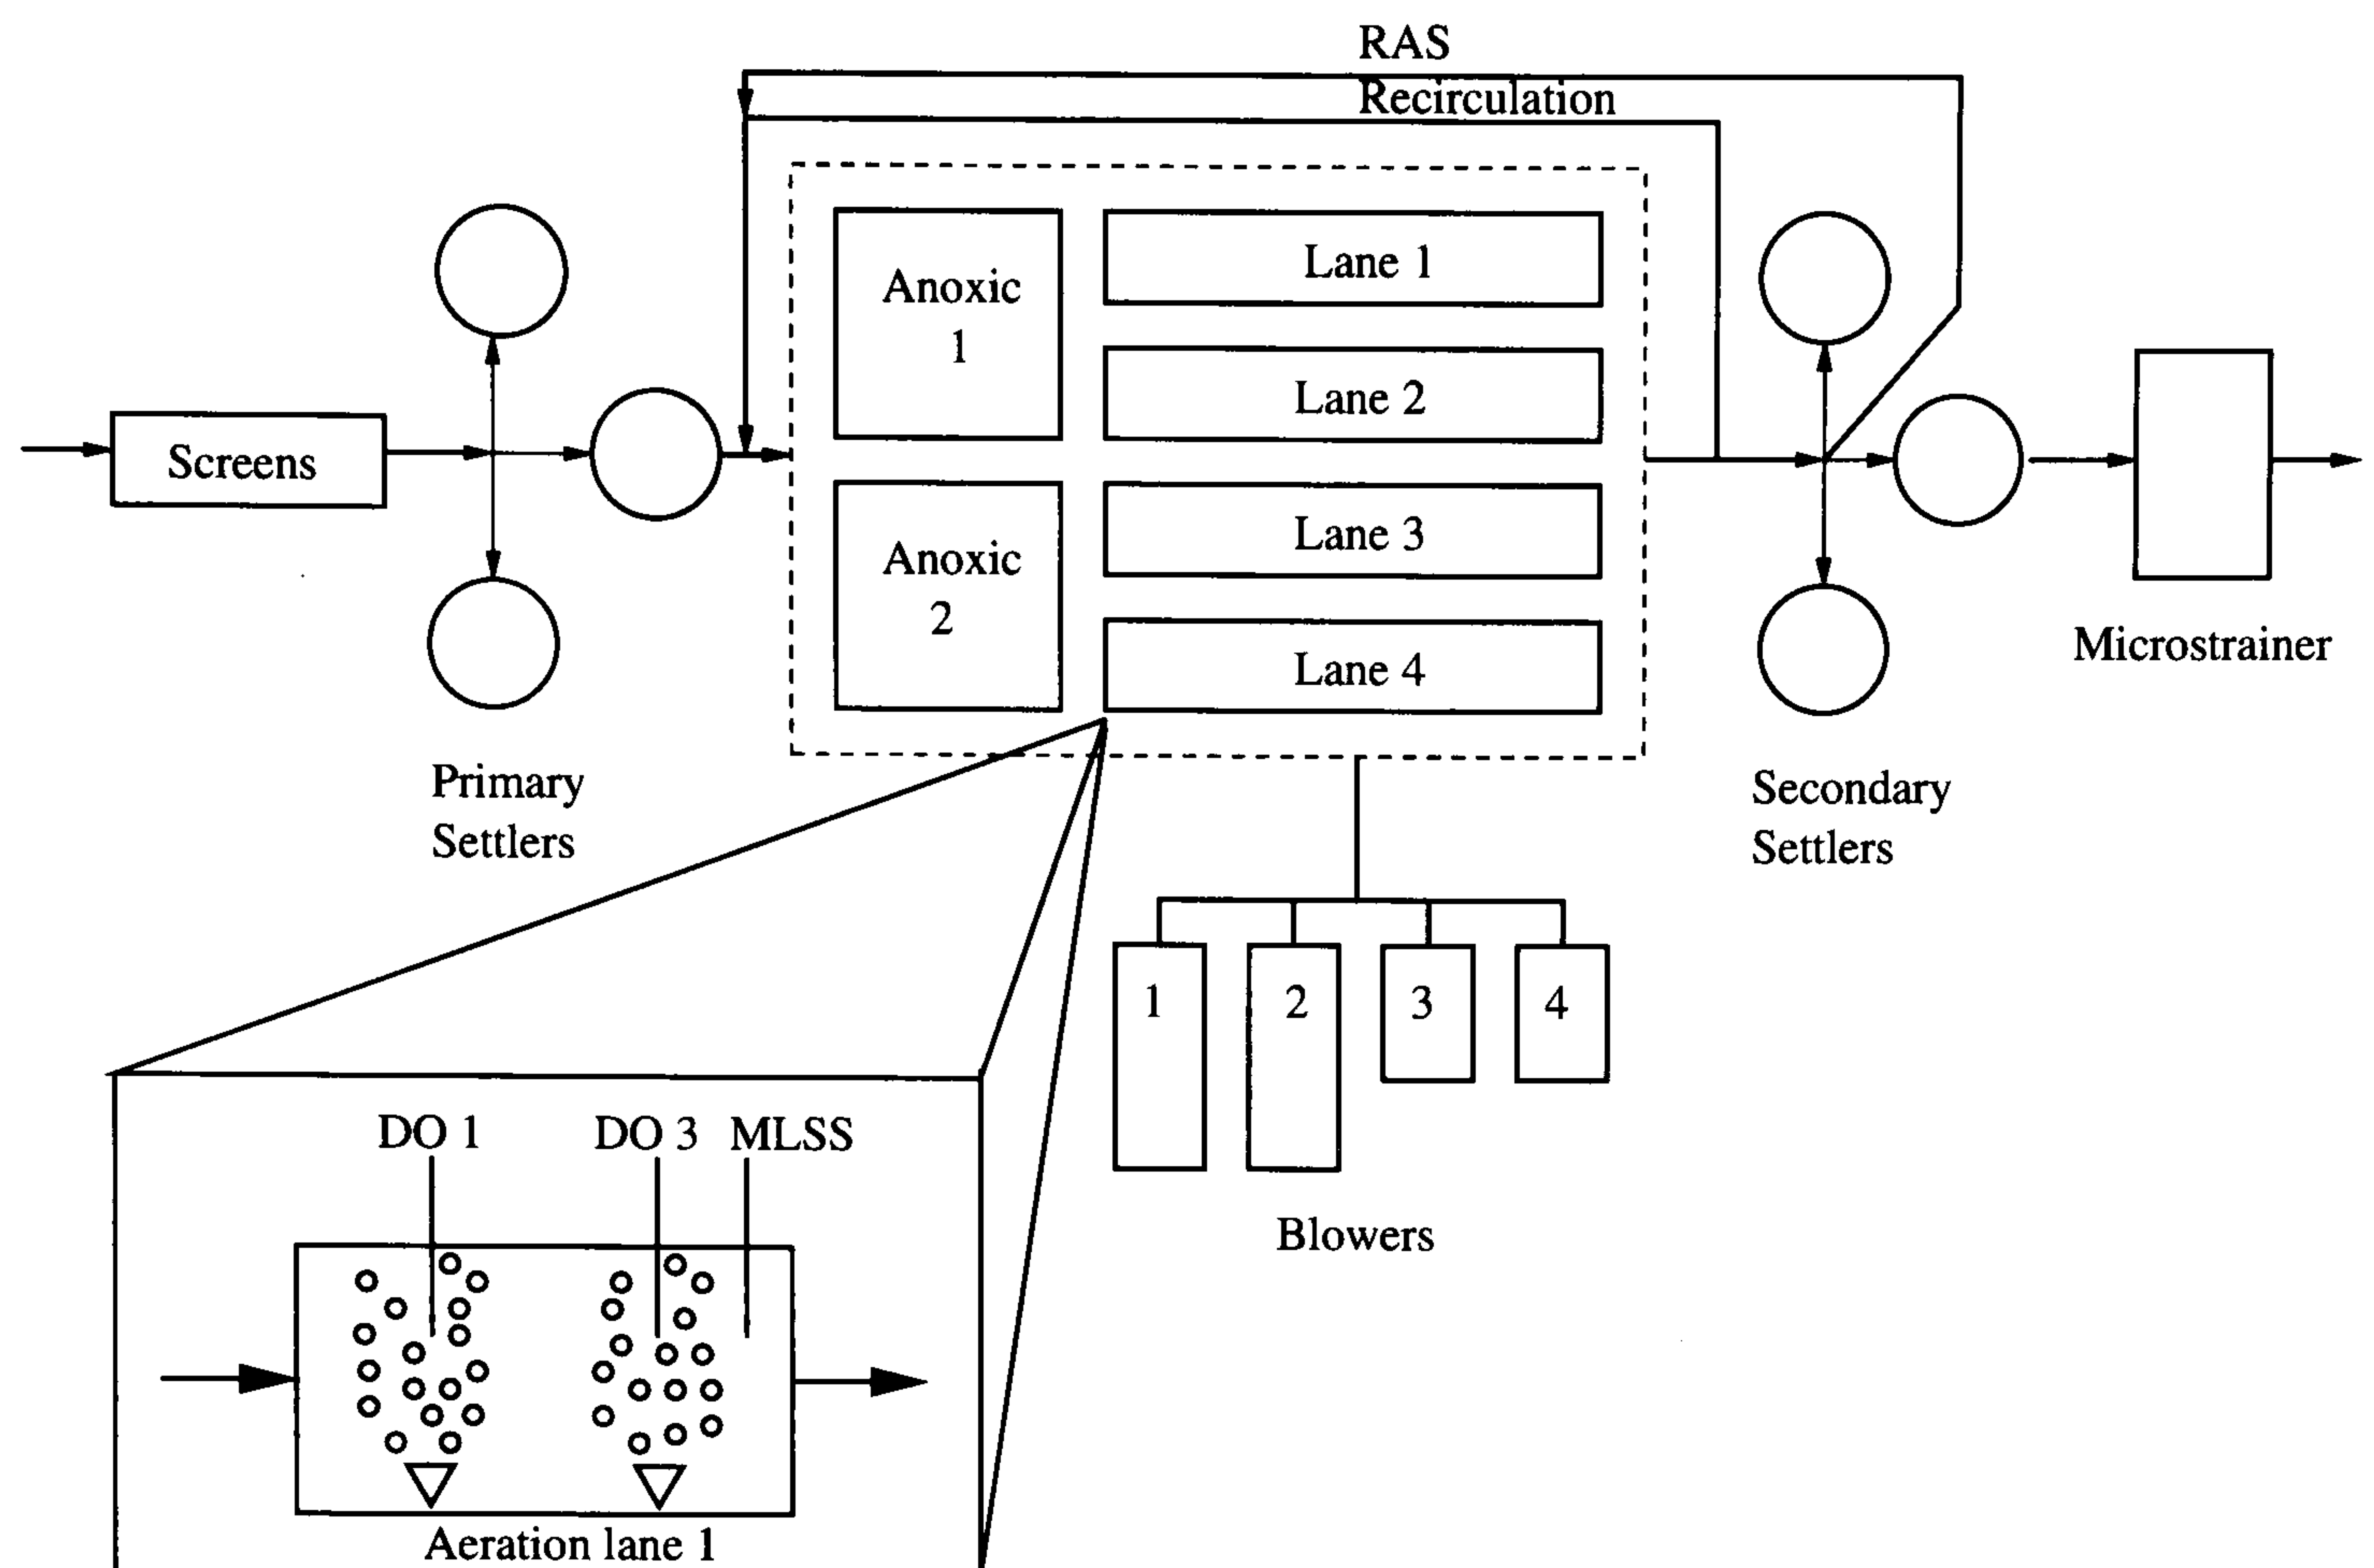 RAS
Recirculation
Screens
Anoxic
1
Anoxic
2
Lane 1
Lane 2
Lane 3
Lane 4
Primary
Settlers
Secondary
Settlers
Microstrainer
1
2
3
4
Blowers
DO 1
DO 3
MLSS
Aeration lane 1